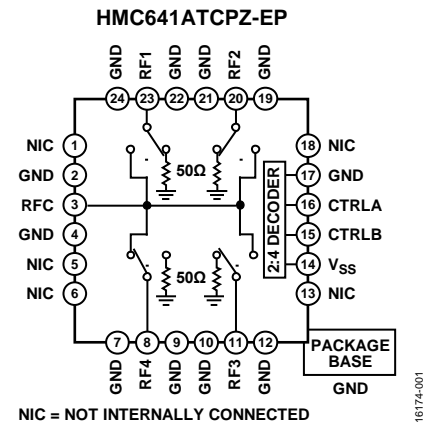 HMC641ATCPZ-EP
GND RF1 GND GND RF2 GND
24 23 22 21 20 19
NIC 1
GND 2
RFC 3
GND 4
NIC 5
NIC 6
50Ω
50Ω
2:4 DECODER
18 NIC
17 GND
16 CTRLA
15 CTRLB
14 VSS
13 NIC
7 8 9 10 11 12
GND RF4 GND GND RF3 GND
PACKAGE
BASE
GND
NIC = NOT INTERNALLY CONNECTED
16174-001